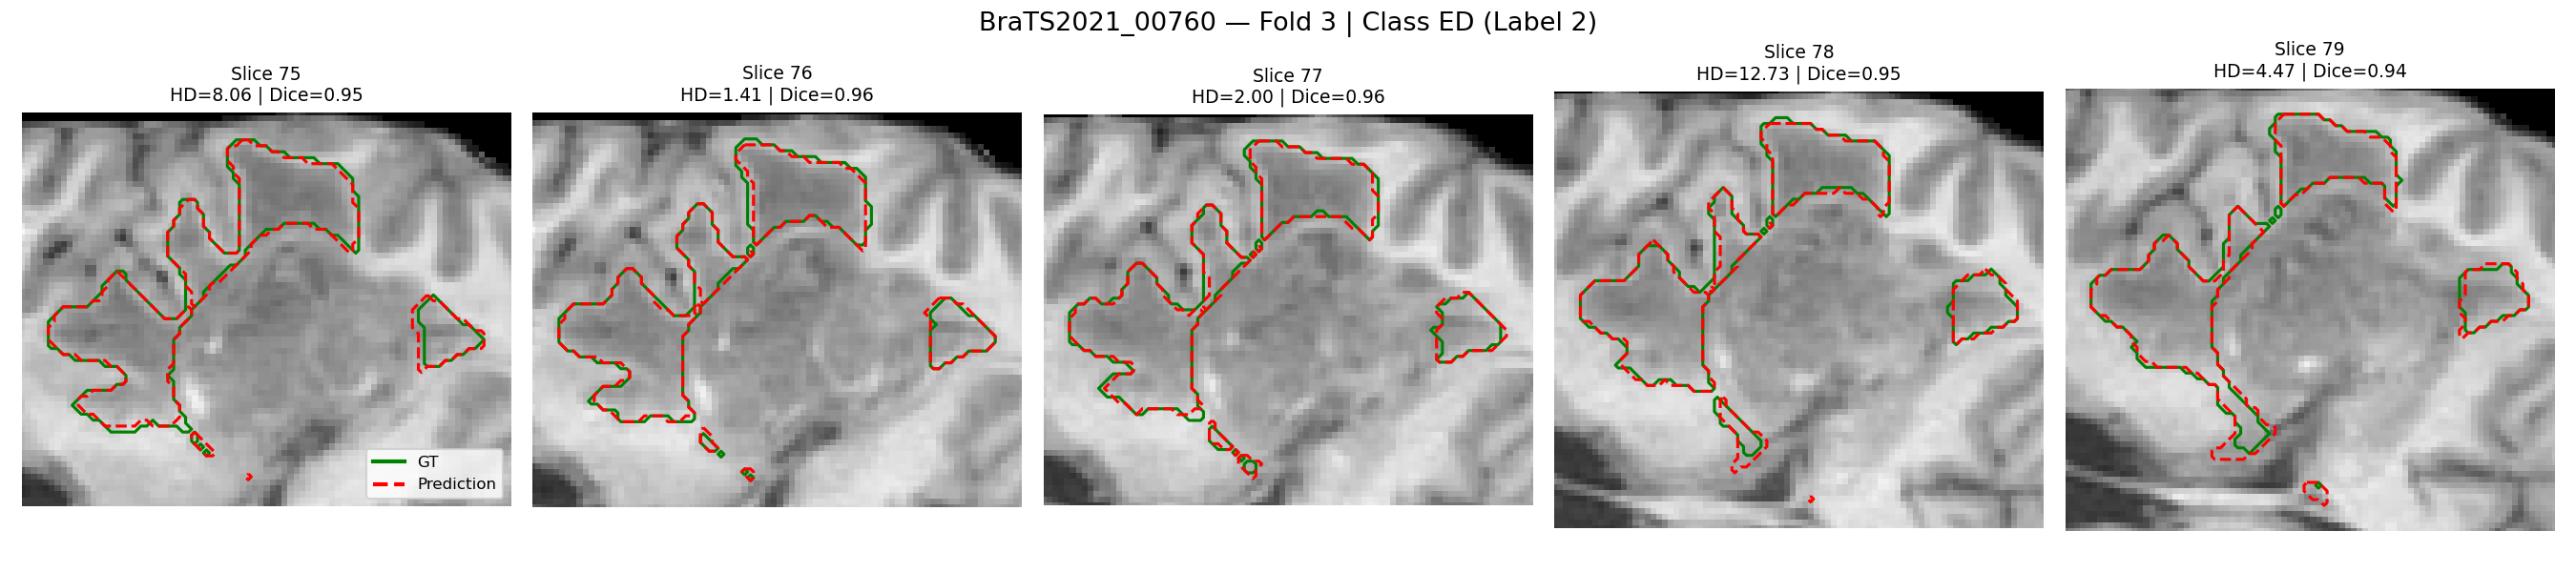 BraTS2021_00760 — Fold 3 | Class ED (Label 2)
Slice 75
HD=8.06 | Dice=0.95
Slice 76
HD=1.41 | Dice=0.96
Slice 77
HD=2.00 | Dice=0.96
Slice 78
HD=12.73 | Dice=0.95
Slice 79
HD=4.47 | Dice=0.94
GT
Prediction